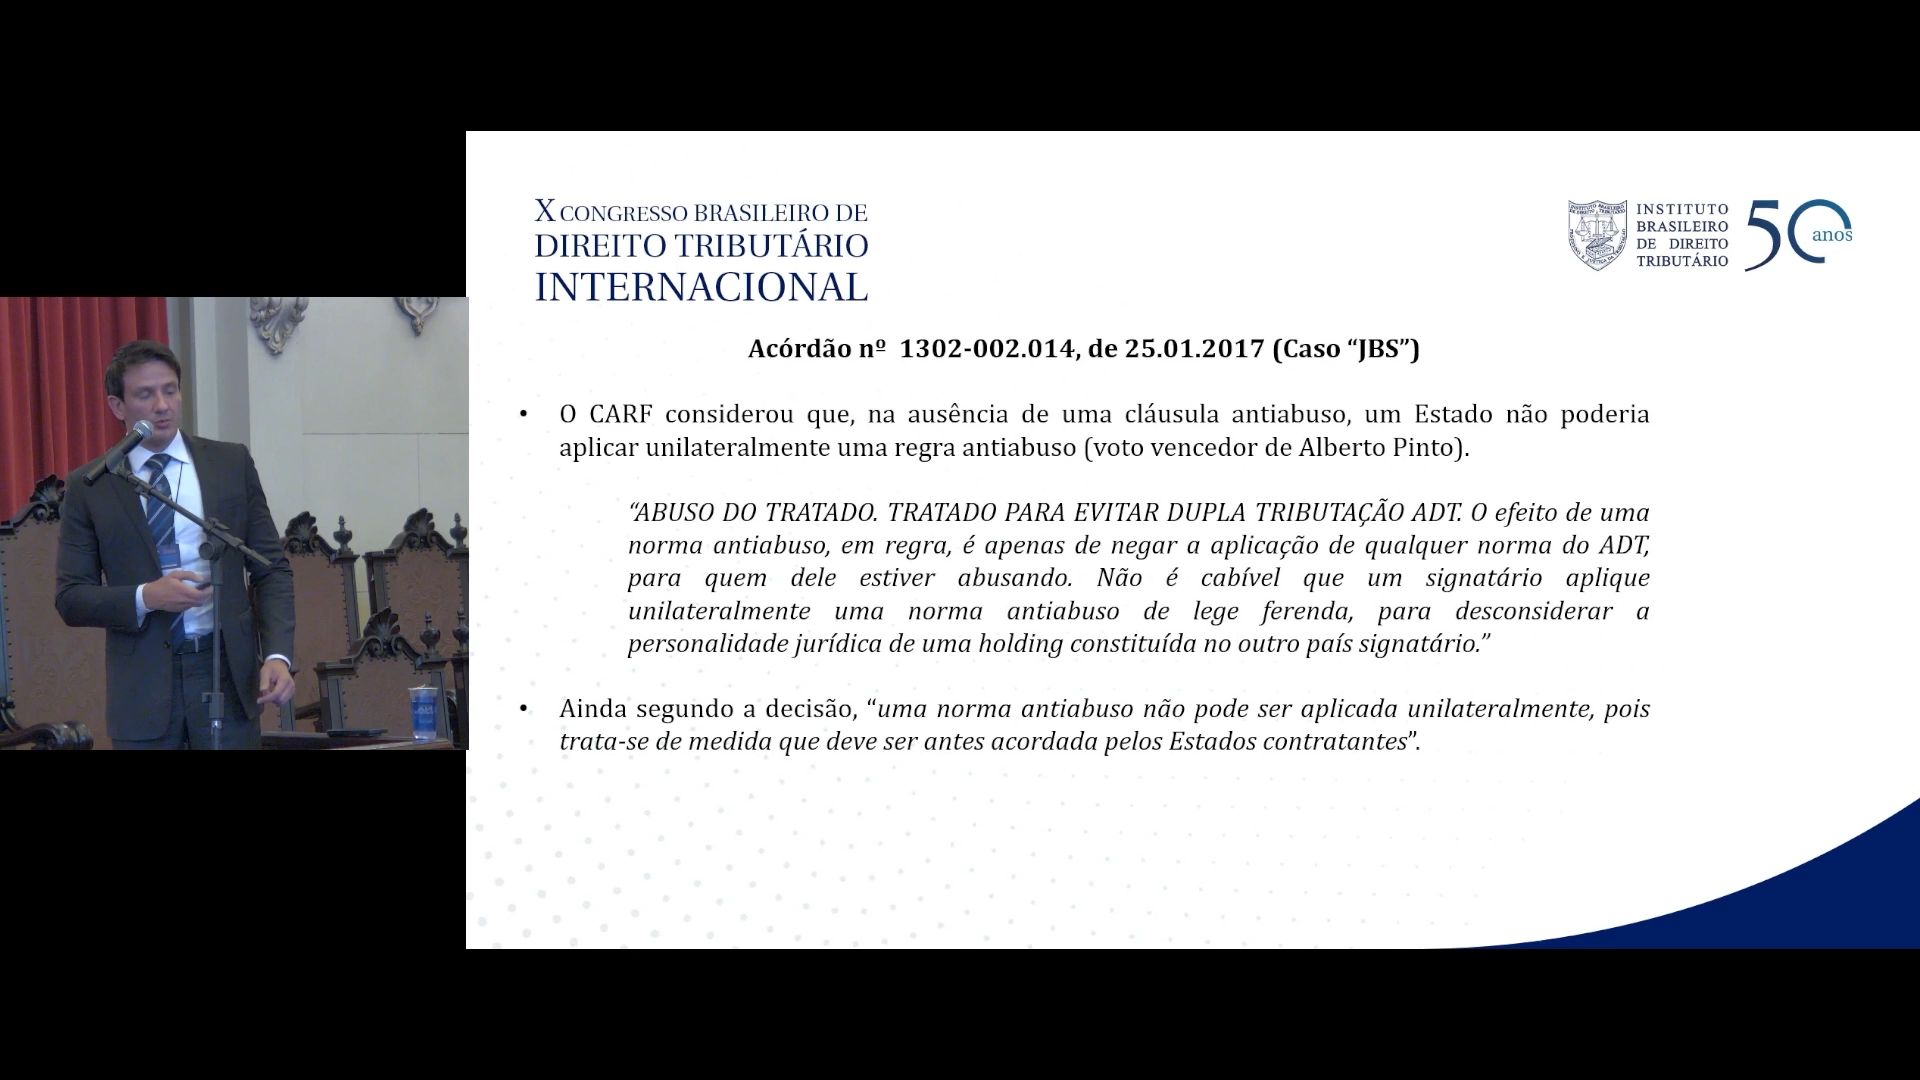 X CONGRESSO BRASILEIRO DE
DIREITO TRIBUTÁRIO
INTERNACIONAL
INSTITUTO
BRASILEIRO
DE DIREITO
TRIBUTÁRIO
50
anos
Acórdão nº 1302-002.014, de 25.01.2017 (Caso “JBS”)
• O CARF considerou que, na ausência de uma cláusula antiabuso, um Estado não poderia
aplicar unilateralmente uma regra antiabuso (voto vencedor de Alberto Pinto).
“ABUSO DO TRATADO. TRATADO PARA EVITAR DUPLA TRIBUTAÇÃO ADT. O efeito de uma
norma antiabuso, em regra, é apenas de negar a aplicação de qualquer norma do ADT,
para quem dele estiver abusando. Não é cabível que um signatário aplique
unilateralmente uma norma antiabuso de lege ferenda, para desconsiderar a
personalidade jurídica de uma holding constituída no outro país signatário.”
• Ainda segundo a decisão, “uma norma antiabuso não pode ser aplicada unilateralmente, pois
trata-se de medida que deve ser antes acordada pelos Estados contratantes”.